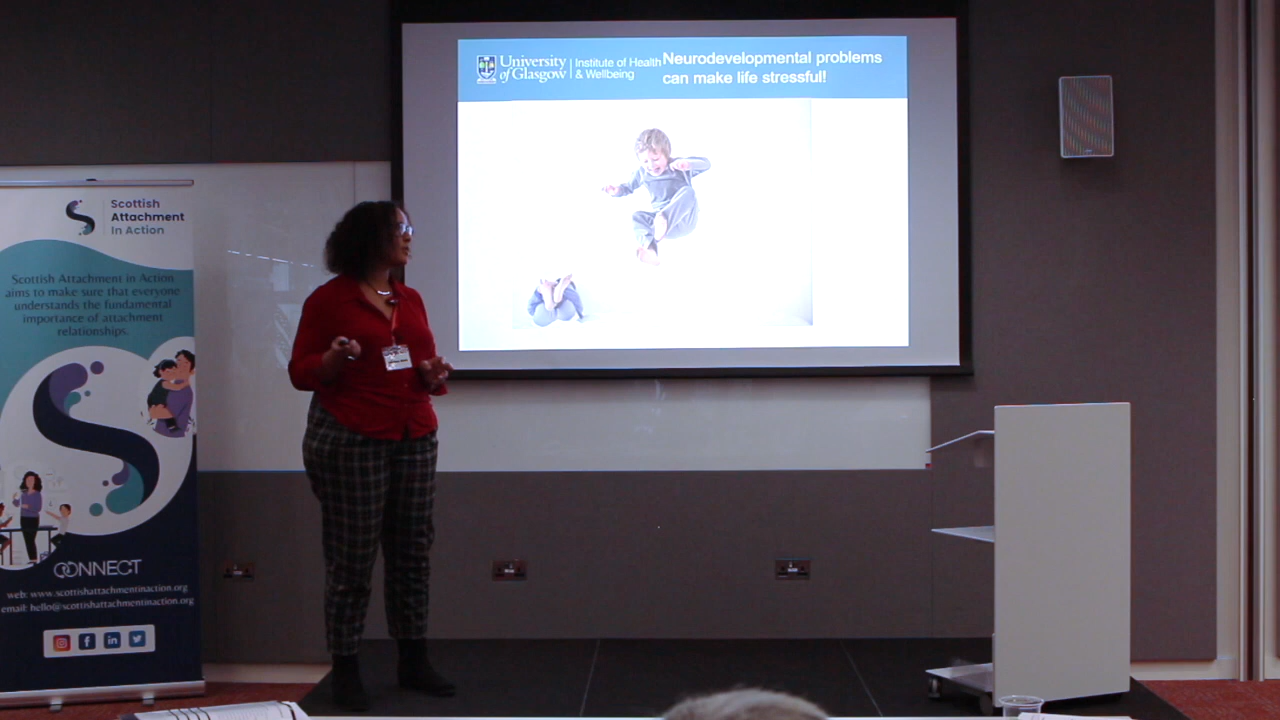 University
of Glasgow
Institute of Health
& Wellbeing
Neurodevelopmental problems
can make life stressful!
Scottish
Attachment
In Action
Scottish Attachment in Action
aims to make sure that everyone
understands the fundamental
importance of attachment
relationships.
CONNECT
web: www.scottishattachmentinaction.org
email: hello@scottishattachmentinaction.org